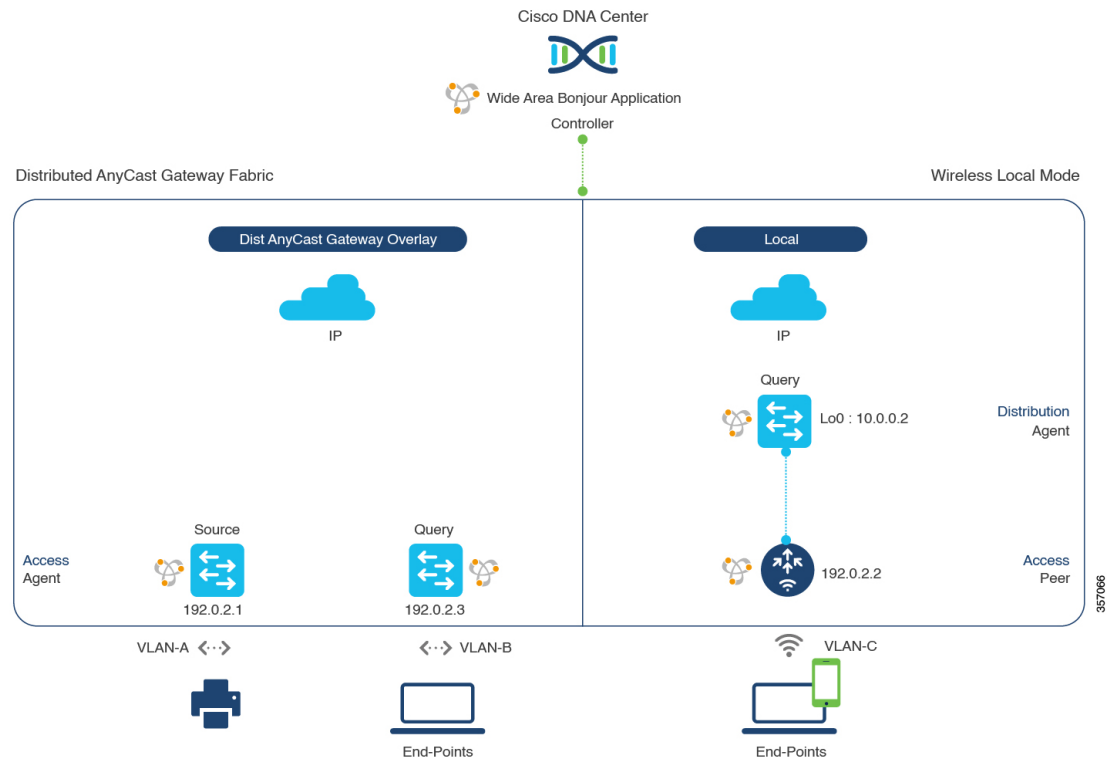 Cisco DNA Center
Wide Area Bonjour Application
Controller
Distributed AnyCast Gateway Fabric
Wireless Local Mode
Dist AnyCast Gateway Overlay
Local
IP
IP
Query
Lo0 : 10.0.0.2
Distribution
Agent
Source
Query
Access
Agent
192.0.2.1
192.0.2.3
192.0.2.2
Access
Peer
357066
VLAN-A
VLAN-B
VLAN-C
End-Points
End-Points